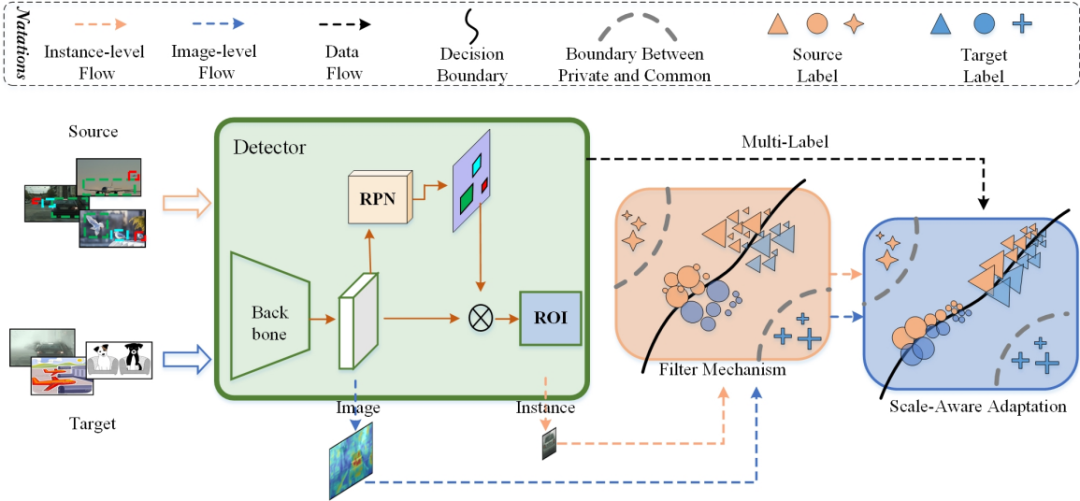 Natations
Instance-level
Flow
Image-level
Flow
Data
Flow
Decision
Boundary
Boundary Between
Private and Common
Source
Label
Target
Label
Source
Detector
Multi-Label
RPN
Back
bone
ROI
Filter Mechanism
Target
Image
Instance
Scale-Aware Adaptation